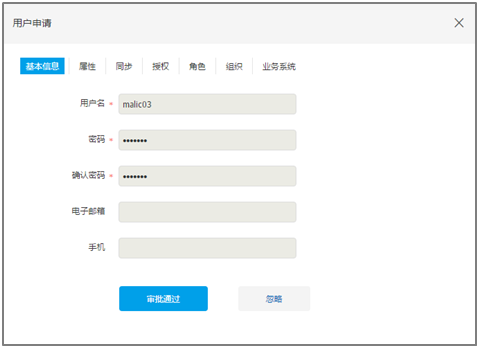 用户申请
基本信息 属性 同步 授权 角色 组织 业务系统
用户名 * malic03
密码 * •••••••
确认密码 * •••••••
电子邮箱
手机
审批通过 忽略